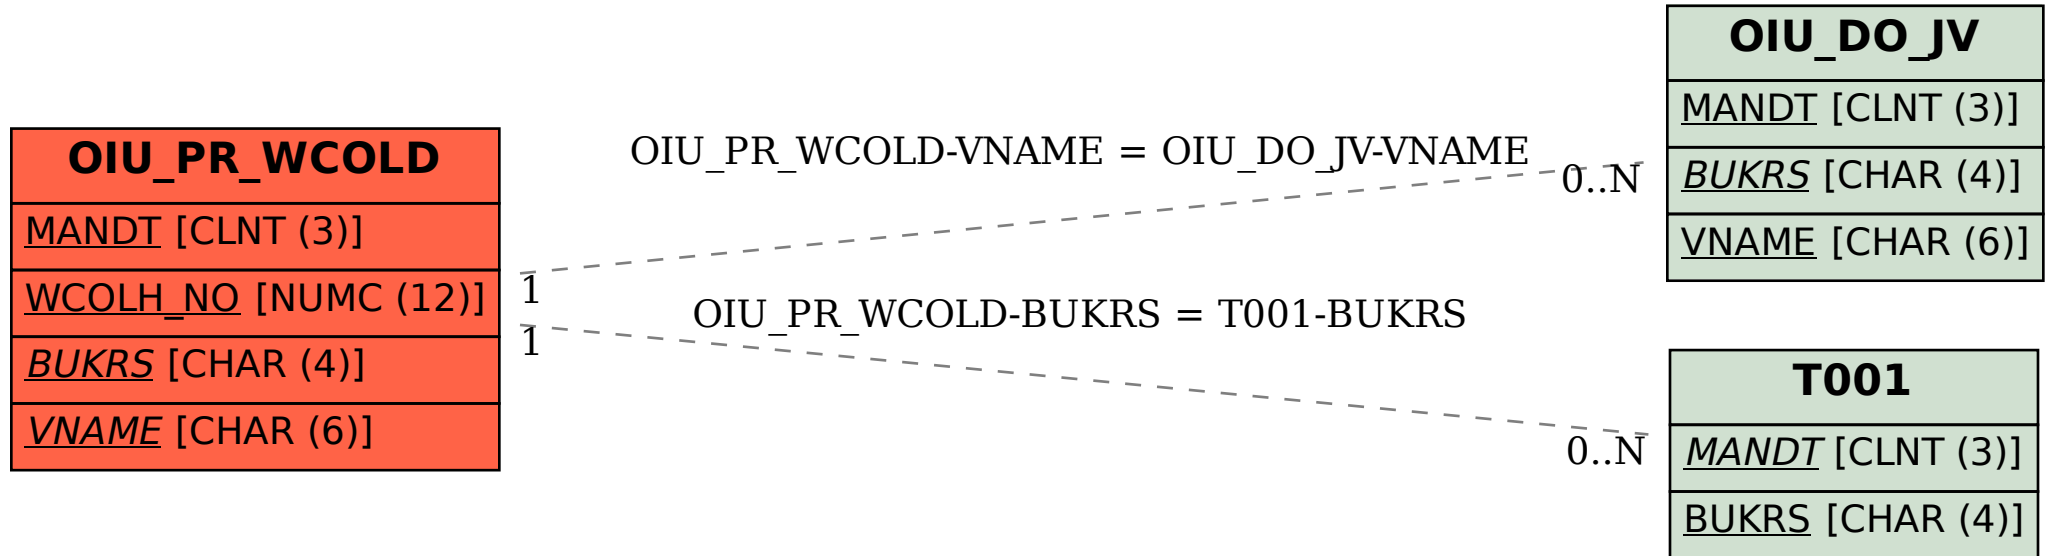 OIU_PR_WCOLD
MANDT [CLNT (3)]
WCOLH_NO [NUMC (12)]
BUKRS [CHAR (4)]
VNAME [CHAR (6)]
OIU_PR_WCOLD-VNAME = OIU_DO_JV-VNAME
0..N
1
OIU_PR_WCOLD-BUKRS = T001-BUKRS
1
0..N
OIU_DO_JV
MANDT [CLNT (3)]
BUKRS [CHAR (4)]
VNAME [CHAR (6)]
T001
MANDT [CLNT (3)]
BUKRS [CHAR (4)]